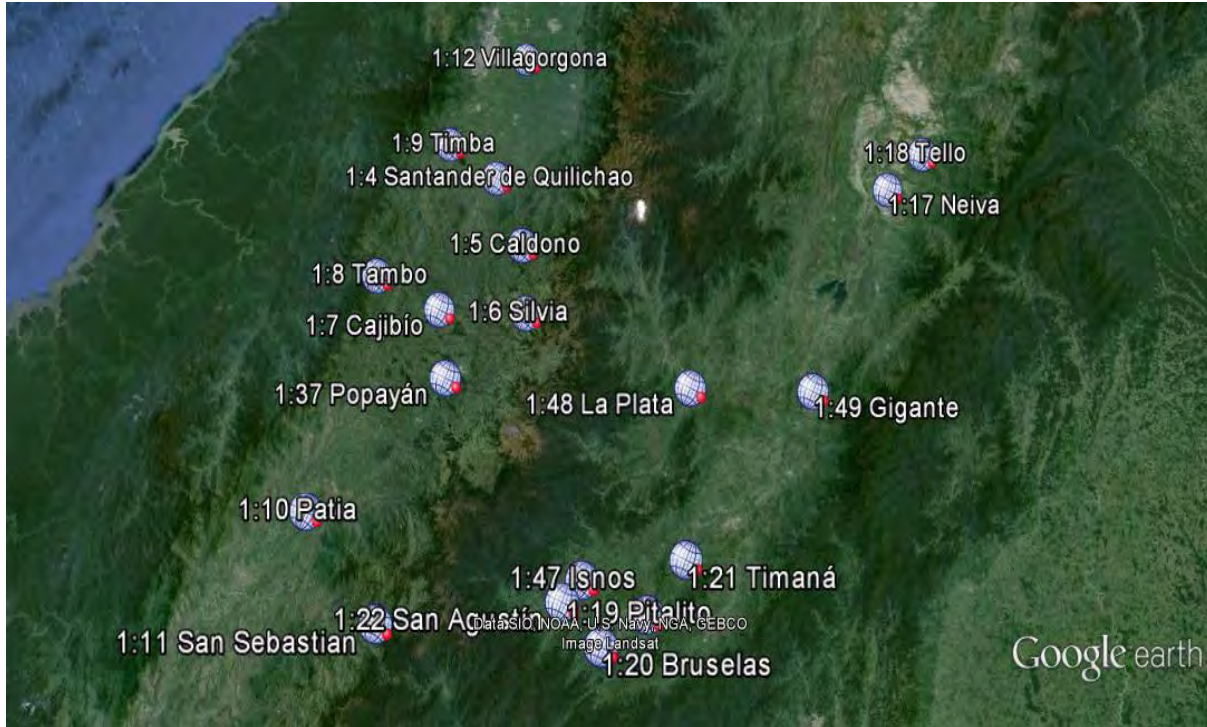 1:12 Villagorgona
1:9 Timba
1:18 Tello
1:4 Santander de Quilichao
1:17 Neiva
1:5 Caldono
1:8 Tambo
1:6 Silvia
1:7 Cajibío
1:37 Popayán
1:48 La Plata
1:49 Gigante
1:10 Patia
1:47 Isnos
1:21 Timaná
1:22 San Agustín
1:19 Pitalito
Data SIO, NOAA, U.S. Navy, NGA, GEBCO
1:11 San Sebastian
Image Landsat
1:20 Bruselas
Google earth